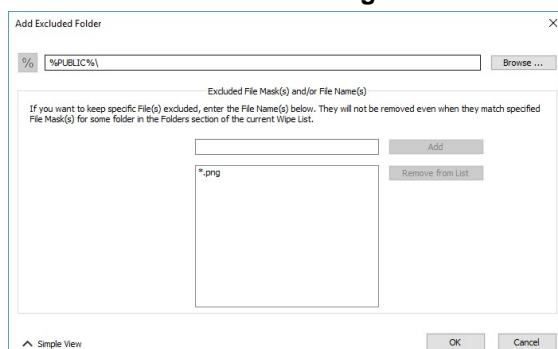 Add Excluded Folder
% %PUBLIC%\ Browse ...
Excluded File Mask(s) and/or File Name(s)
If you want to keep specific File(s) excluded, enter the File Name(s) below. They will not be removed even when they match specified
File Mask(s) for some folder in the Folders section of the current Wipe List.
Add
*.png Remove from List
Simple View OK Cancel